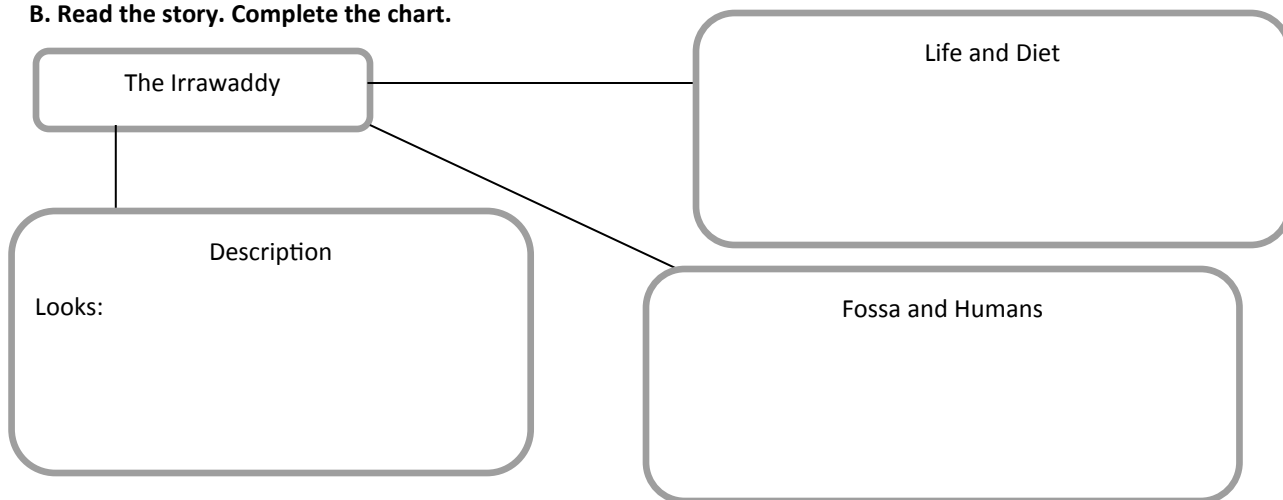 B. Read the story. Complete the chart.
The Irrawaddy
Life and Diet
Description
Looks:
Fossa and Humans